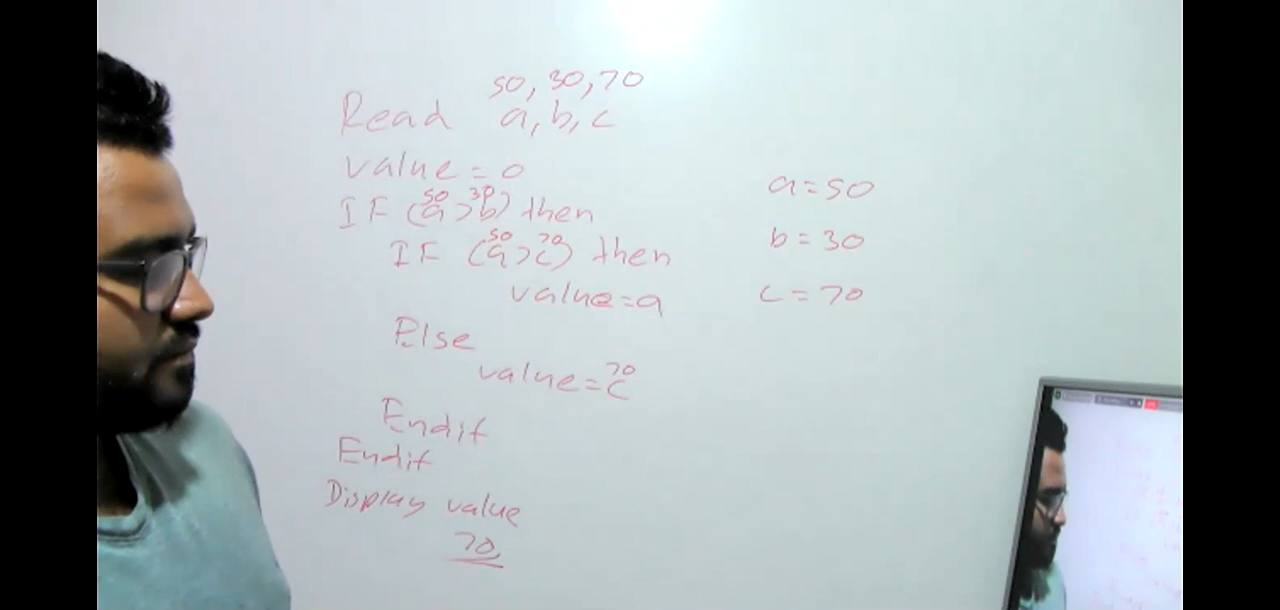 50, 30, 70
Read a, b, c
value = 0
50 30
IF (a > b) then
50 70
IF (a > c) then
value = a
Else
70
value = c
Endif
Endif
Display value
70
a = 50
b = 30
c = 70